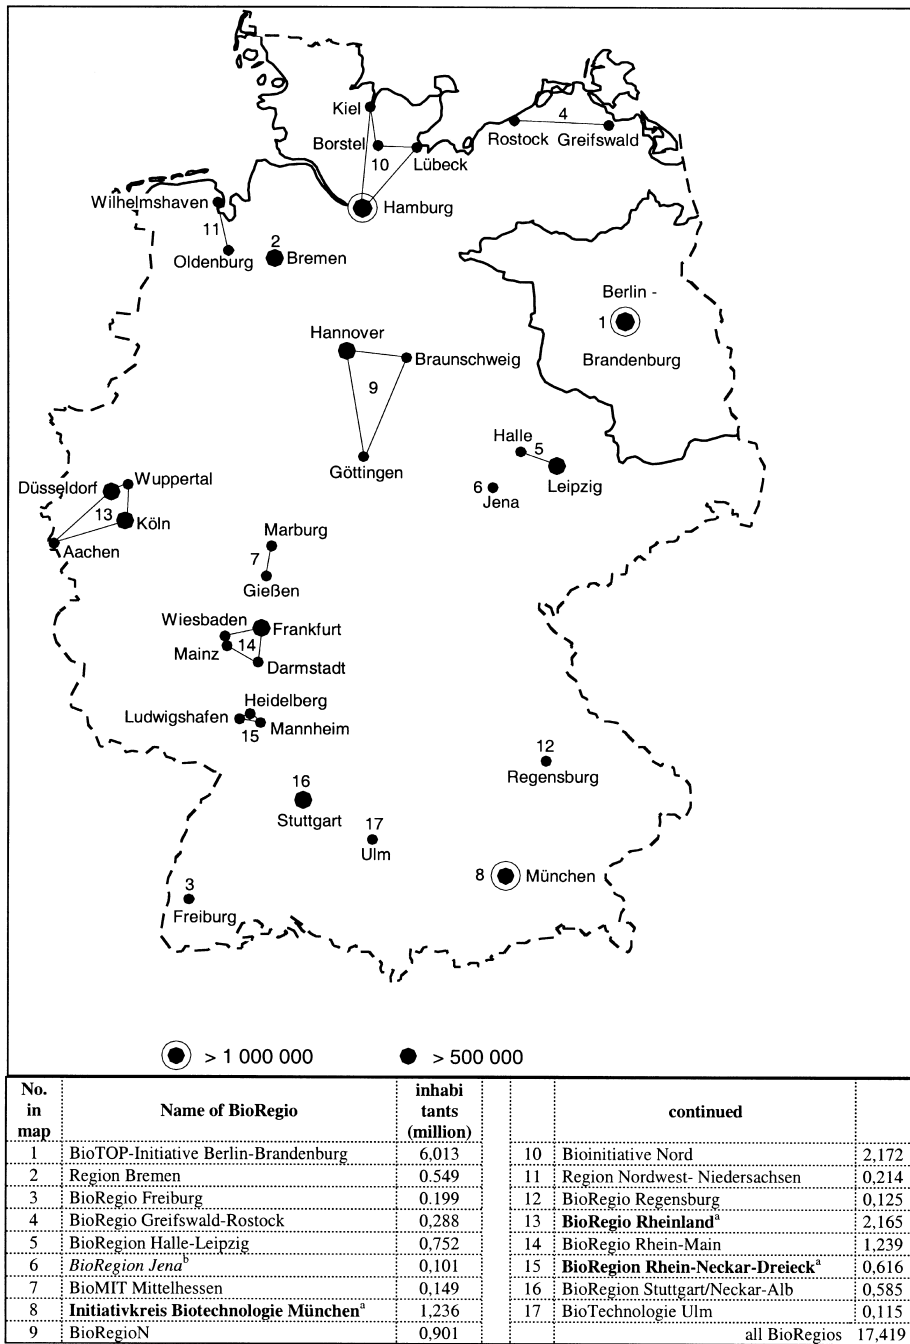 Kiel
4
Borstel
Rostock Greifswald
10
Lübeck
Wilhelmshaven
Hamburg
11
2
Oldenburg
Bremen
Berlin -
1
Hannover
Braunschweig
Brandenburg
9
Halle
5
Göttingen
Wuppertal
Düsseldorf
6
Leipzig
Jena
13
Köln
Marburg
Aachen
7
Gießen
Wiesbaden
Frankfurt
14
Mainz
Darmstadt
Heidelberg
Ludwigshafen
Mannheim
15
12
Regensburg
16
Stuttgart
17
Ulm
8
München
3
Freiburg
> 1 000 000
> 500 000
No. in map Name of BioRegio inhabi tants (million)
1 BioTOP-Initiative Berlin-Brandenburg 6,013
2 Region Bremen 0.549
3 BioRegio Freiburg 0.199
4 BioRegio Greifswald-Rostock 0,288
5 BioRegion Halle-Leipzig 0,752
6 BioRegion Jenaᵇ 0,101
7 BioMIT Mittelhessen 0,149
8 Initiativkreis Biotechnologie Münchenᵃ 1,236
9 BioRegioN 0,901
continued
10 Bioinitiative Nord 2,172
11 Region Nordwest- Niedersachsen 0,214
12 BioRegio Regensburg 0,125
13 BioRegio Rheinlandᵃ 2,165
14 BioRegio Rhein-Main 1,239
15 BioRegion Rhein-Neckar-Dreieckᵃ 0,616
16 BioRegion Stuttgart/Neckar-Alb 0,585
17 BioTechnologie Ulm 0,115
all BioRegios 17,419